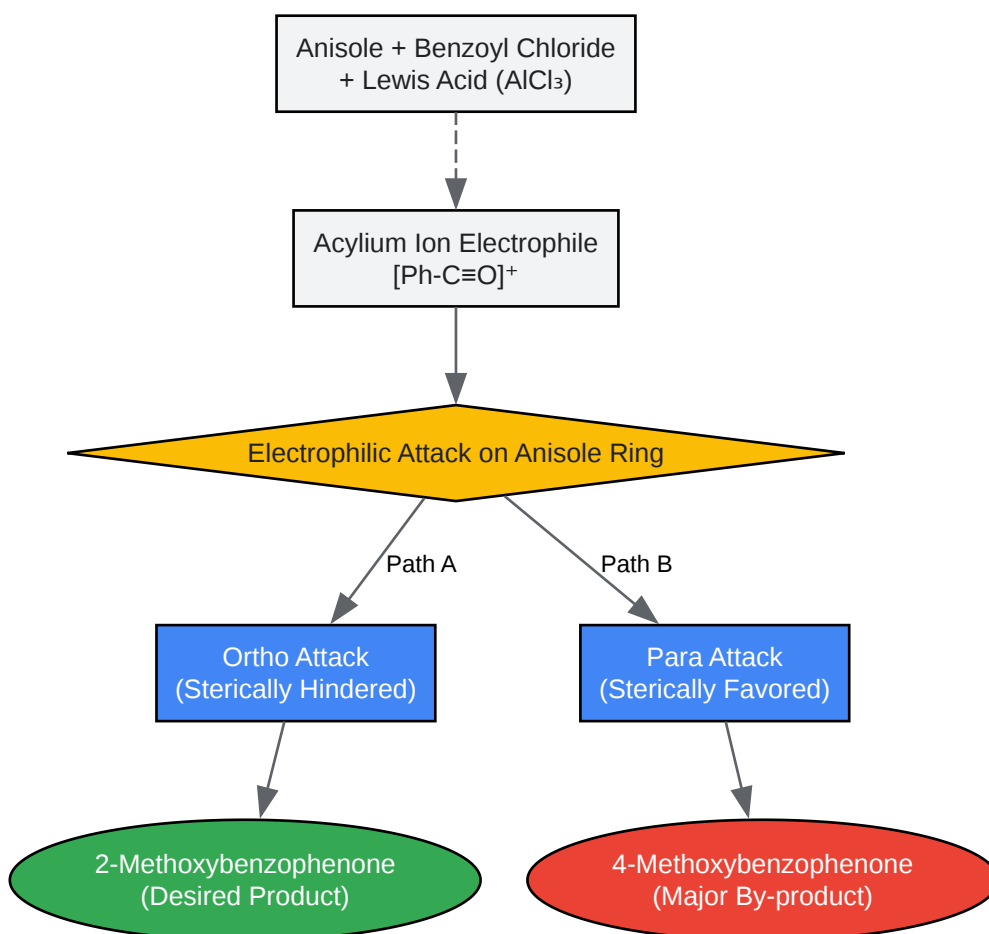 Anisole + Benzoyl Chloride
+ Lewis Acid (AlCl₃)
Acylium Ion Electrophile
[Ph-C≡O]⁺
Electrophilic Attack on Anisole Ring
Path A
Path B
Ortho Attack
(Sterically Hindered)
Para Attack
(Sterically Favored)
2-Methoxybenzophenone
(Desired Product)
4-Methoxybenzophenone
(Major By-product)